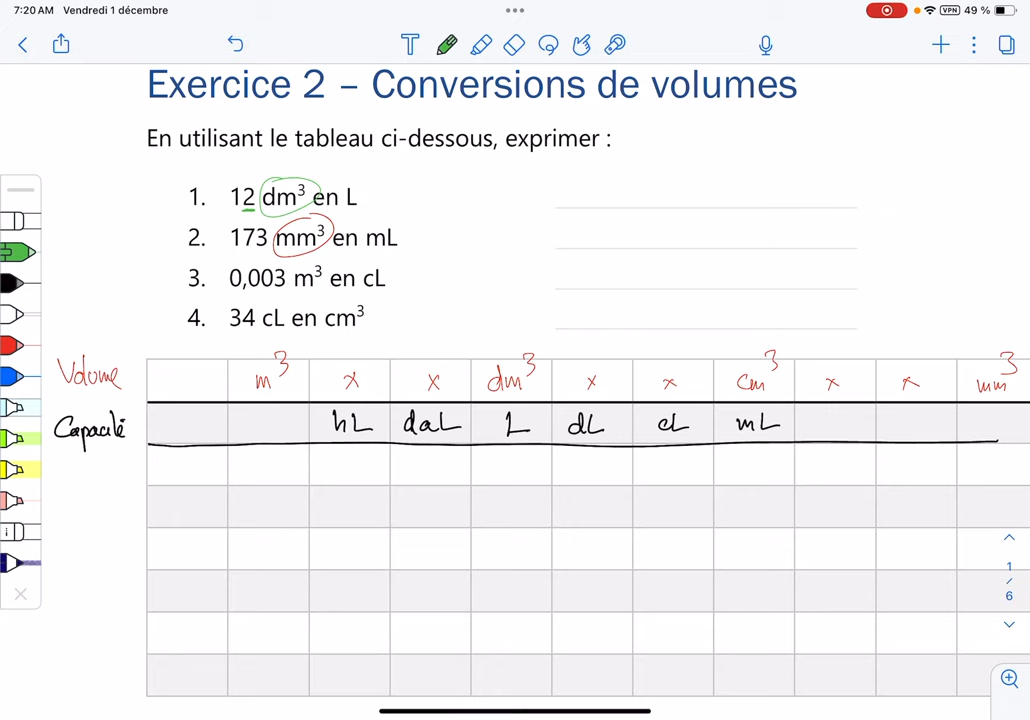 7:20 AM Vendredi 1 décembre
VPN 49 %
Exercice 2 – Conversions de volumes
En utilisant le tableau ci-dessous, exprimer :
1. 12 dm³ en L
2. 173 mm³ en mL
3. 0,003 m³ en cL
4. 34 cL en cm³
Volume m³ x x dm³ x x cm³ x x mm³
Capacité hL daL L dL cL mL
1
/
6